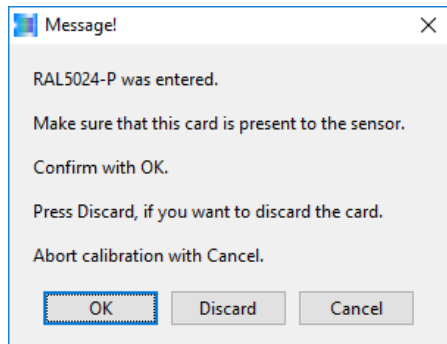 Message!
RAL5024-P was entered.
Make sure that this card is present to the sensor.
Confirm with OK.
Press Discard, if you want to discard the card.
Abort calibration with Cancel.
OK Discard Cancel